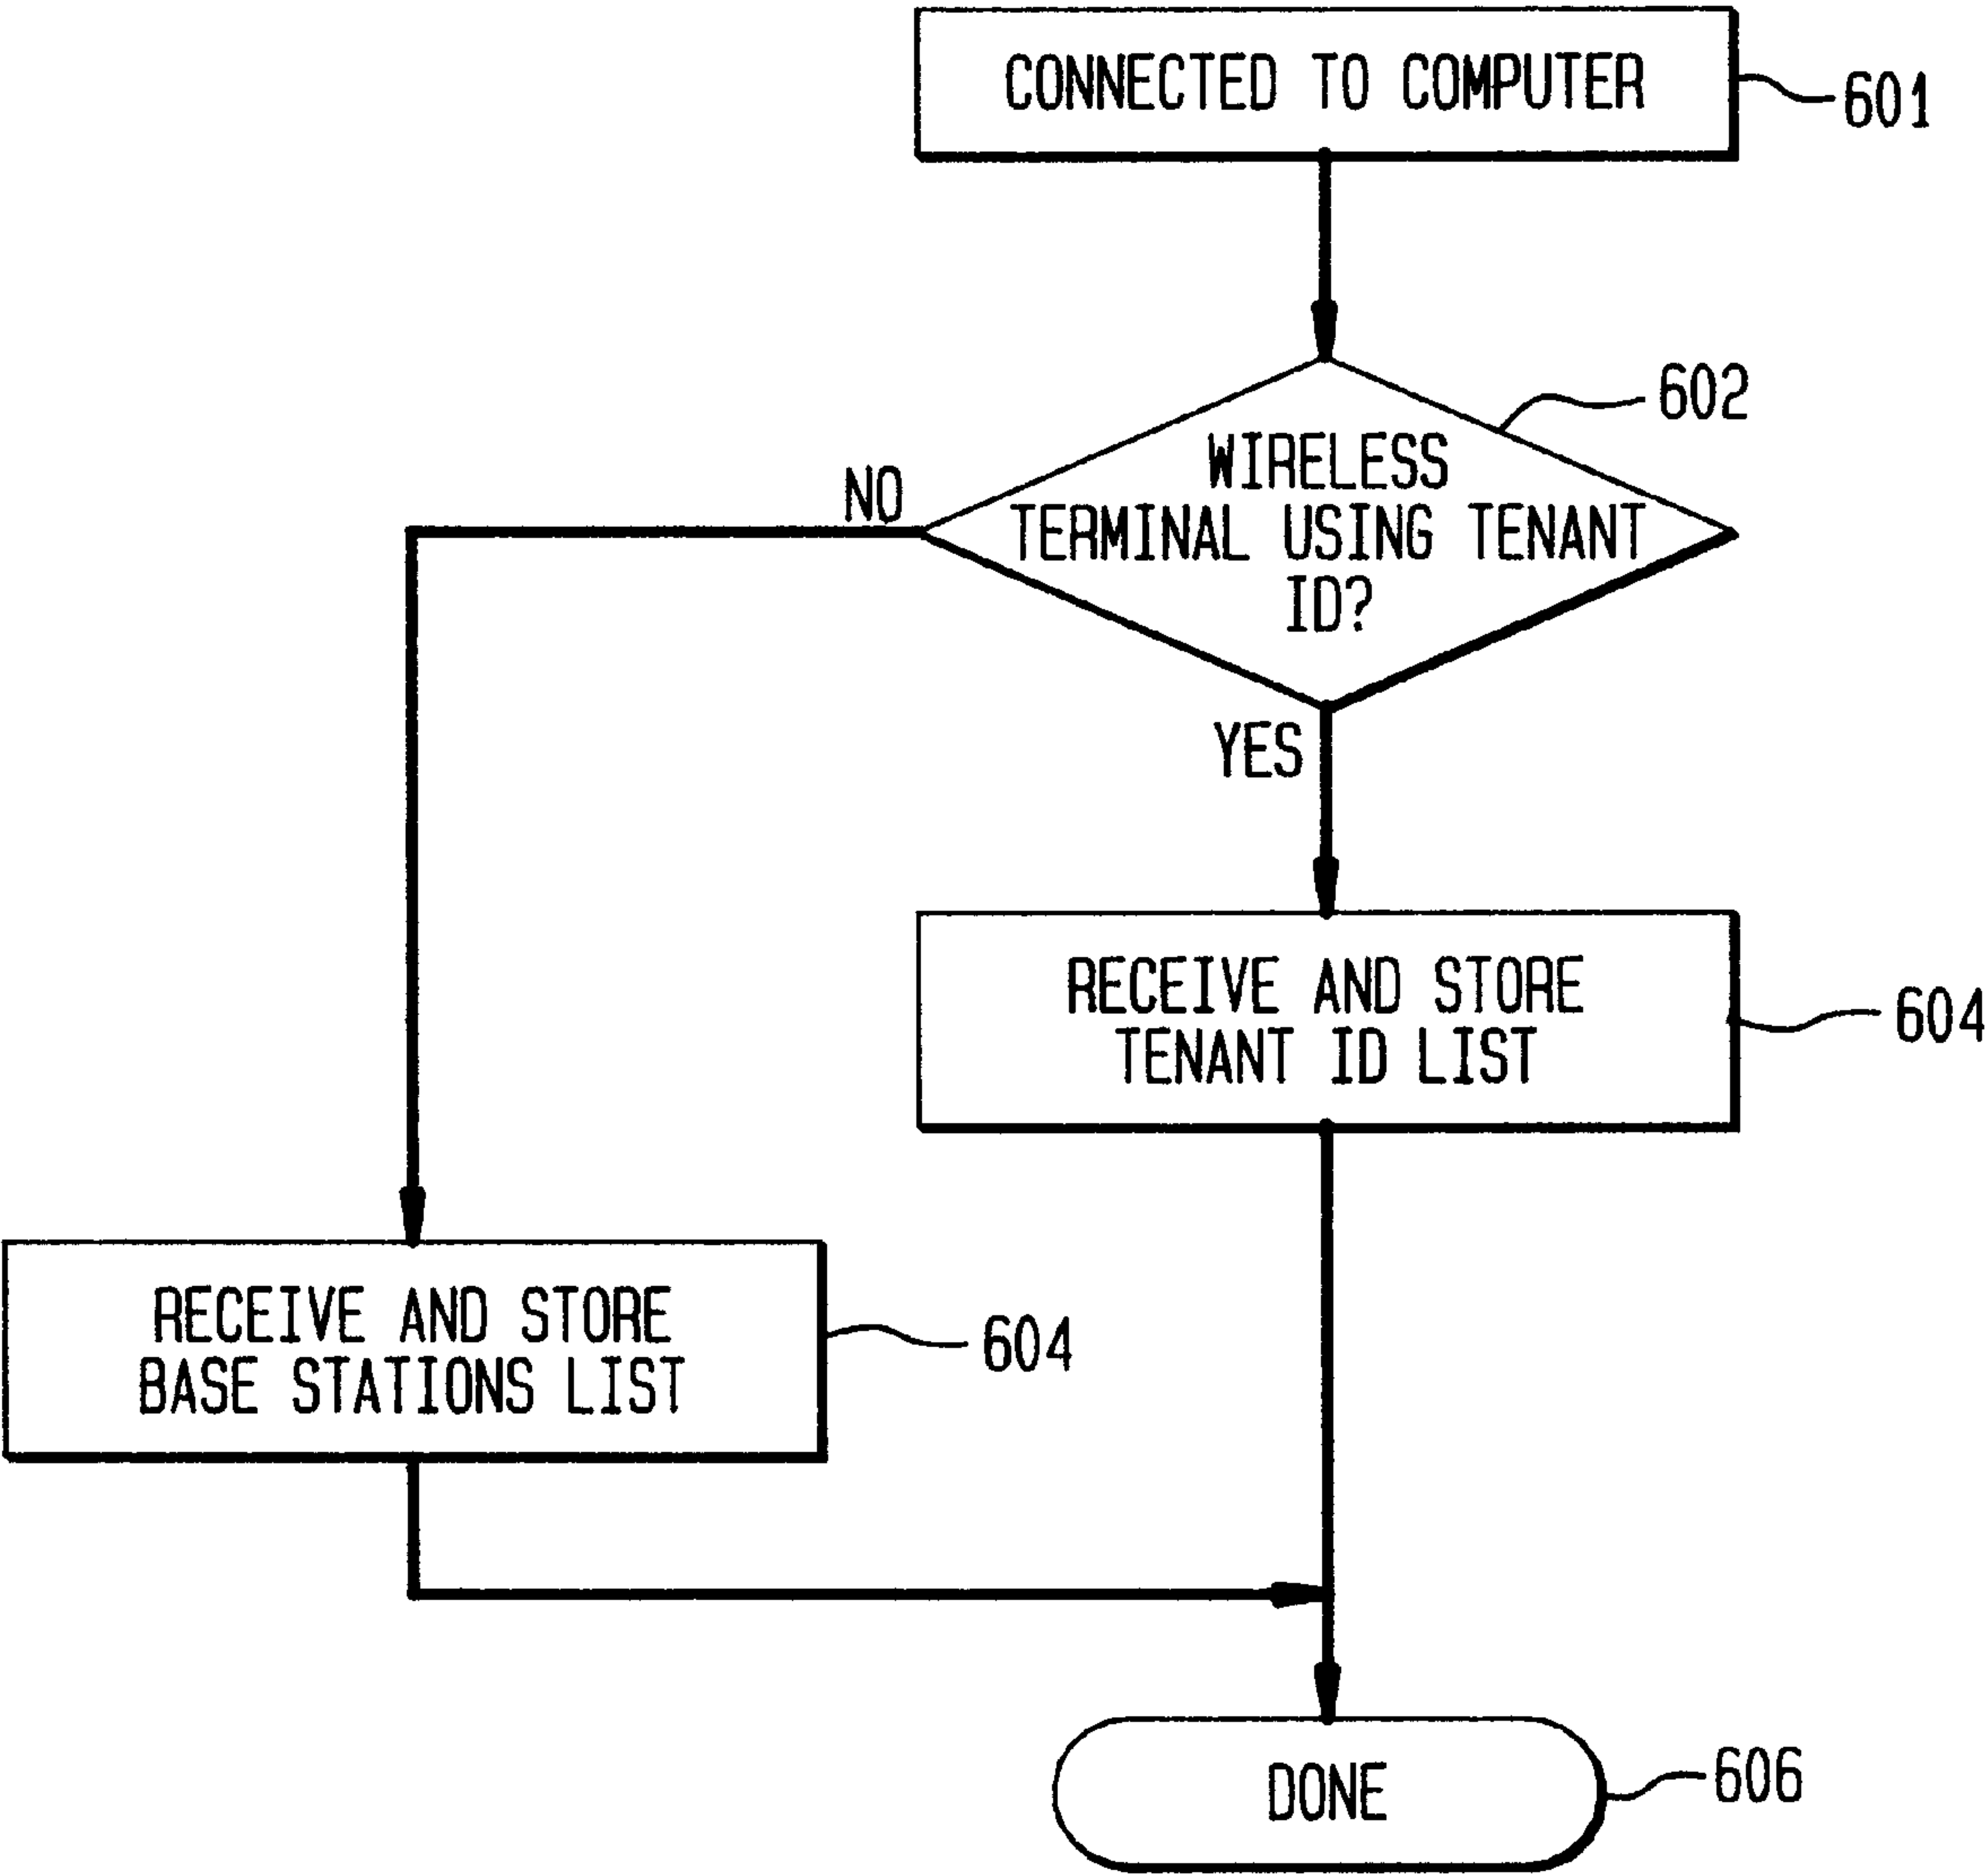 CONNECTED TO COMPUTER
601
602
WIRELESS
TERMINAL USING TENANT
ID?
NO
YES
RECEIVE AND STORE
TENANT ID LIST
604
RECEIVE AND STORE
BASE STATIONS LIST
604
DONE
606